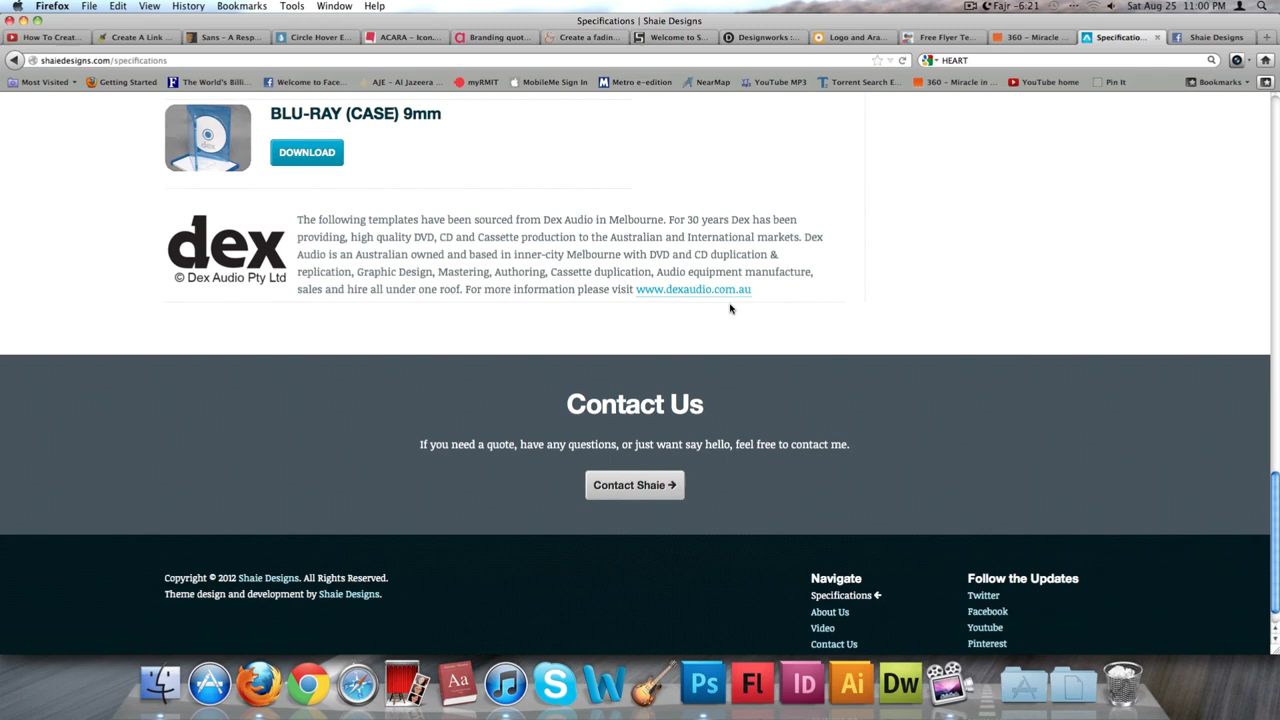 Firefox File Edit View History Bookmarks Tools Window Help
Fajr -6:21 Sat Aug 25 11:00 PM
Specifications | Shaie Designs
How To Creat... Create A Link ... Sans – A Resp... Circle Hover E... ACARA – Icon... Branding quot... Create a fadin... Welcome to S... Designworks :... Logo and Ara... Free Flyer Te... 360 – Miracle ... Specificatio... Shaie Designs
shaiedesigns.com/specifications HEART
Most Visited Getting Started The World's Billi... Welcome to Face... AJE – Al Jazeera ... myRMIT MobileMe Sign In Metro e-edition NearMap YouTube MP3 Torrent Search E... 360 – Miracle in ... YouTube home Pin It Bookmarks
BLU-RAY (CASE) 9mm
DOWNLOAD
dex
© Dex Audio Pty Ltd
The following templates have been sourced from Dex Audio in Melbourne. For 30 years Dex has been
providing, high quality DVD, CD and Cassette production to the Australian and International markets. Dex
Audio is an Australian owned and based in inner-city Melbourne with DVD and CD duplication &
replication, Graphic Design, Mastering, Authoring, Cassette duplication, Audio equipment manufacture,
sales and hire all under one roof. For more information please visit www.dexaudio.com.au
Contact Us
If you need a quote, have any questions, or just want say hello, feel free to contact me.
Contact Shaie →
Copyright © 2012 Shaie Designs. All Rights Reserved.
Theme design and development by Shaie Designs.
Navigate
Specifications ←
About Us
Video
Contact Us
Follow the Updates
Twitter
Facebook
Youtube
Pinterest
Aa Ps Fl Id Ai Dw